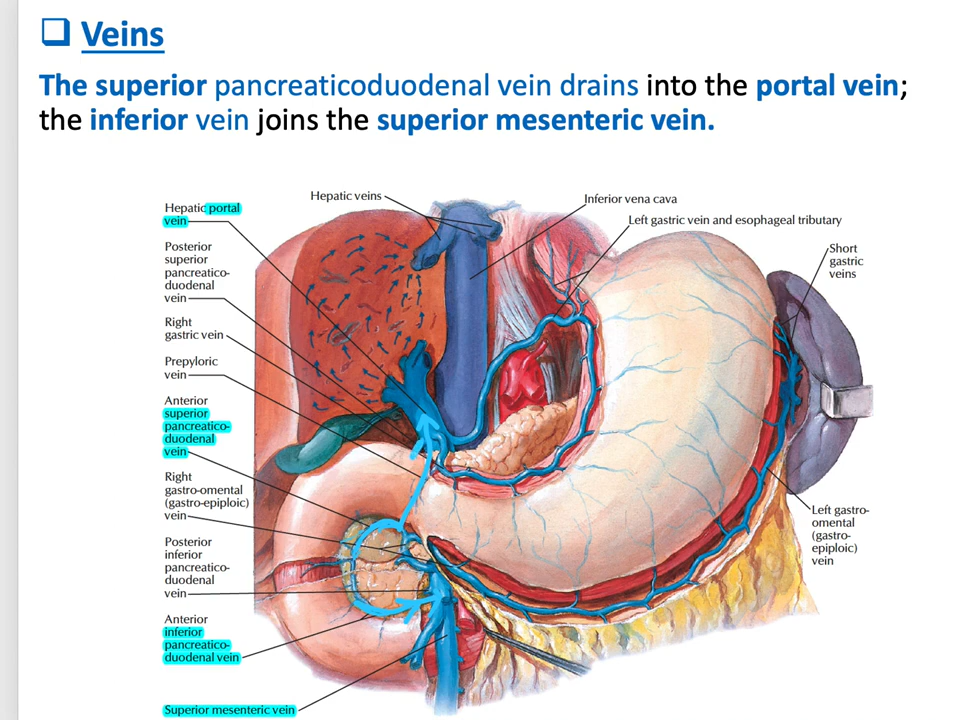 ❑ Veins
The superior pancreaticoduodenal vein drains into the portal vein;
the inferior vein joins the superior mesenteric vein.
Hepatic veins
Inferior vena cava
Hepatic portal
vein
Left gastric vein and esophageal tributary
Posterior
superior
pancreatico-
duodenal
vein
Short
gastric
veins
Right
gastric vein
Prepyloric
vein
Anterior
superior
pancreatico-
duodenal
vein
Right
gastro-omental
(gastro-epiploic)
vein
Left gastro-
omental
(gastro-
epiploic)
vein
Posterior
inferior
pancreatico-
duodenal
vein
Anterior
inferior
pancreatico-
duodenal vein
Superior mesenteric vein